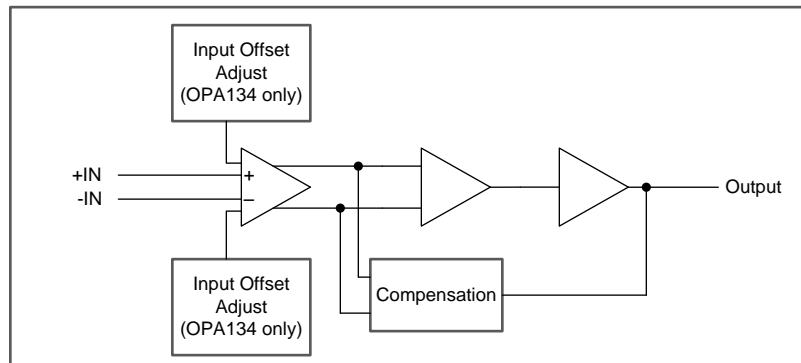 Input Offset
Adjust
(OPA134 only)
+IN
-IN
+
−
Output
Input Offset
Adjust
(OPA134 only)
Compensation